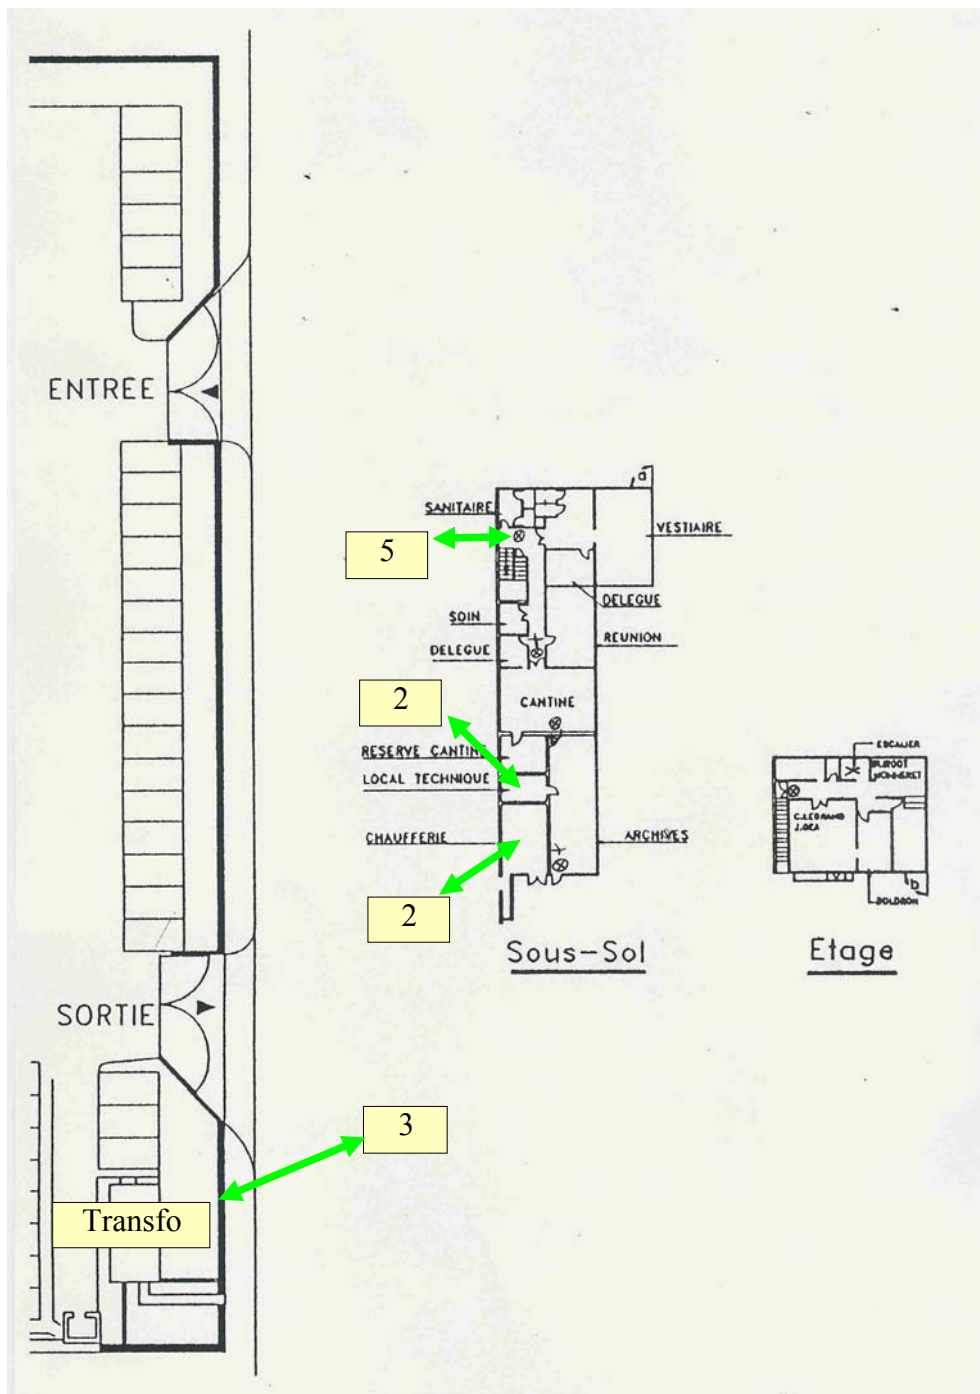 ENTREE
a
SANITAIRE
5
VESTIAIRE
DELEGUE
SOIN
REUNION
DELEGUE
2
CANTINE
RESERVE CANTINE
LOCAL TECHNIQUE
CHAUFFERIE
ARCHIVES
2
Sous-Sol
ESCALIER
C.LEGRAND
b
Etage
SORTIE
3
Transfo